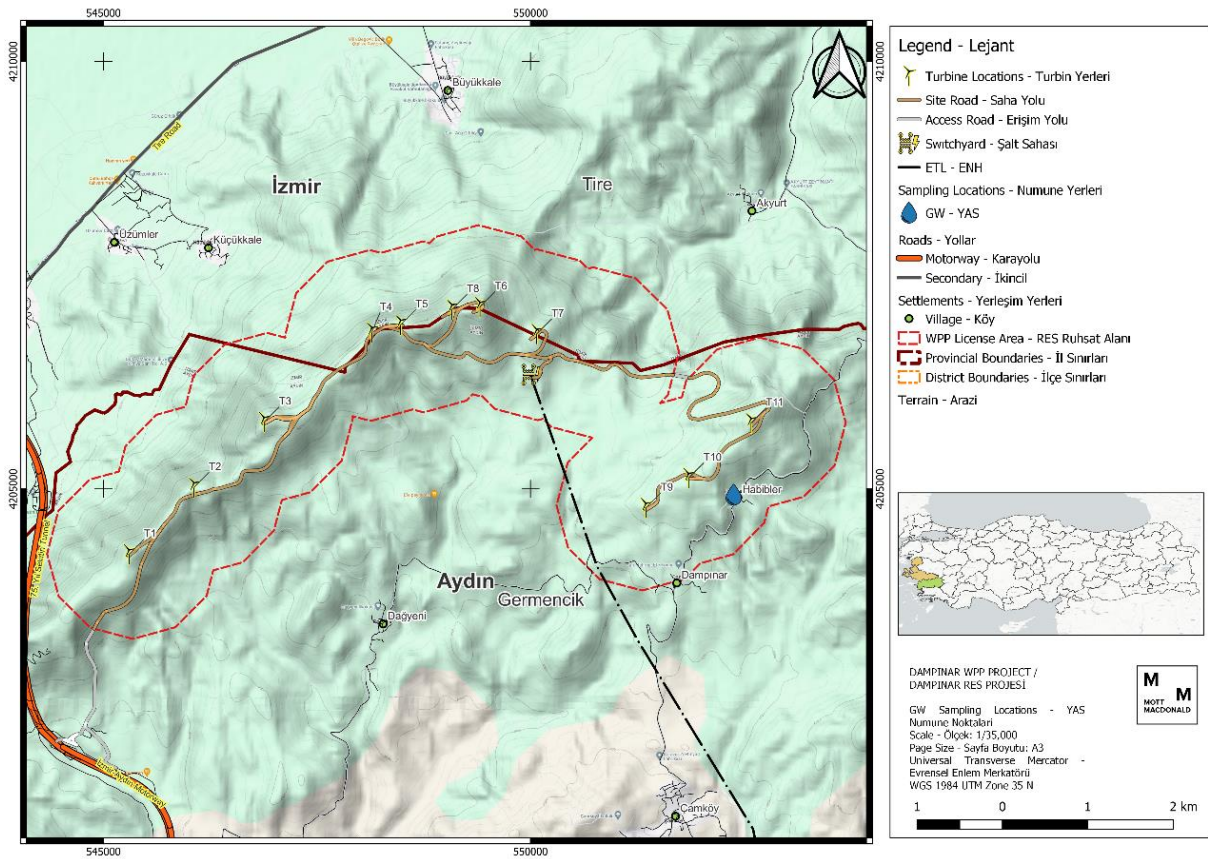 545000
550000
4210000
4210000
4205000
4205000
Büyükkale
Tire Road
İzmir
Tire
Akyurt
Üzümler
Küçükkale
T8
T6
T4
T5
T7
T3
T11
T2
T10
T9
Habibler
T1
Aydın
Germencik
Dampınar
Dağyeni
İzmir-Aydın Motorway
Çamköy
545000
550000
Legend - Lejant
Turbine Locations - Turbin Yerleri
Site Road - Saha Yolu
Access Road - Erişim Yolu
Switchyard - Şalt Sahası
ETL - ENH
Sampling Locations - Numune Yerleri
GW - YAS
Roads - Yollar
Motorway - Karayolu
Secondary - İkincil
Settlements - Yerleşim Yerleri
Village - Köy
WPP License Area - RES Ruhsat Alanı
Provincial Boundaries - İl Sınırları
District Boundaries - İlçe Sınırları
Terrain - Arazi
DAMPINAR WPP PROJECT /
DAMPINAR RES PROJESİ
M
M
MOTT
MACDONALD
GW Sampling Locations - YAS
Numune Noktaları
Scale - Ölçek: 1/35,000
Page Size - Sayfa Boyutu: A3
Universal Transverse Mercator -
Evrensel Enlem Merkatörü
WGS 1984 UTM Zone 35 N
1 0 1 2 km